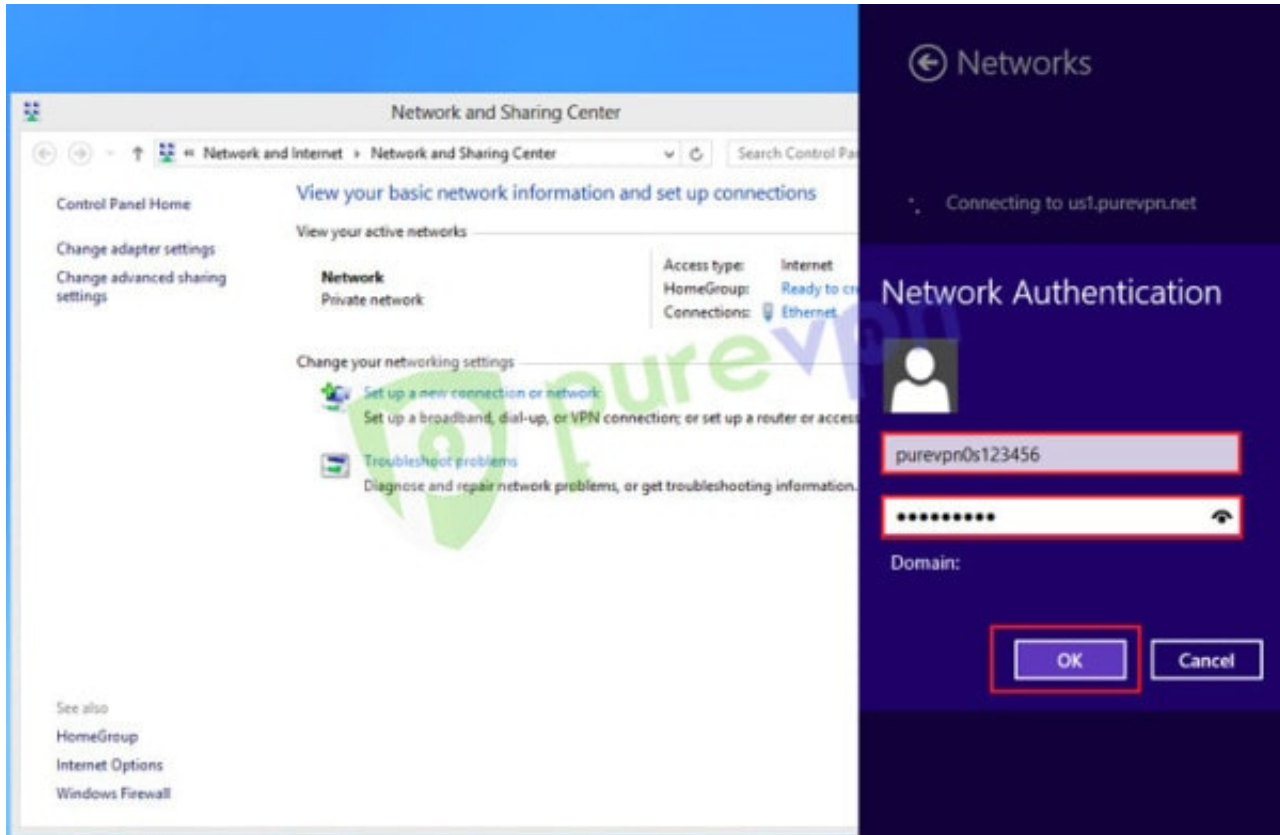 Network and Sharing Center
Network and Internet
Network and Sharing Center
Search Control
Control Panel Home
Change adapter settings
Change advanced sharing
settings
View your basic network information and set up connections
View your active networks
Network
Private network
Access type: Internet
HomeGroup: Ready to
Connections: Ethernet
Change your networking settings
Set up a new connection or network
Set up a broadband, dial-up, or VPN connection; or set up a router or access
Troubleshoot problems
Diagnose and repair network problems, or get troubleshooting information.
purevpn
See also
HomeGroup
Internet Options
Windows Firewall
Networks
Connecting to us1.purevpn.net
Network Authentication
purevpn0s123456
•••••••••
Domain:
OK
Cancel